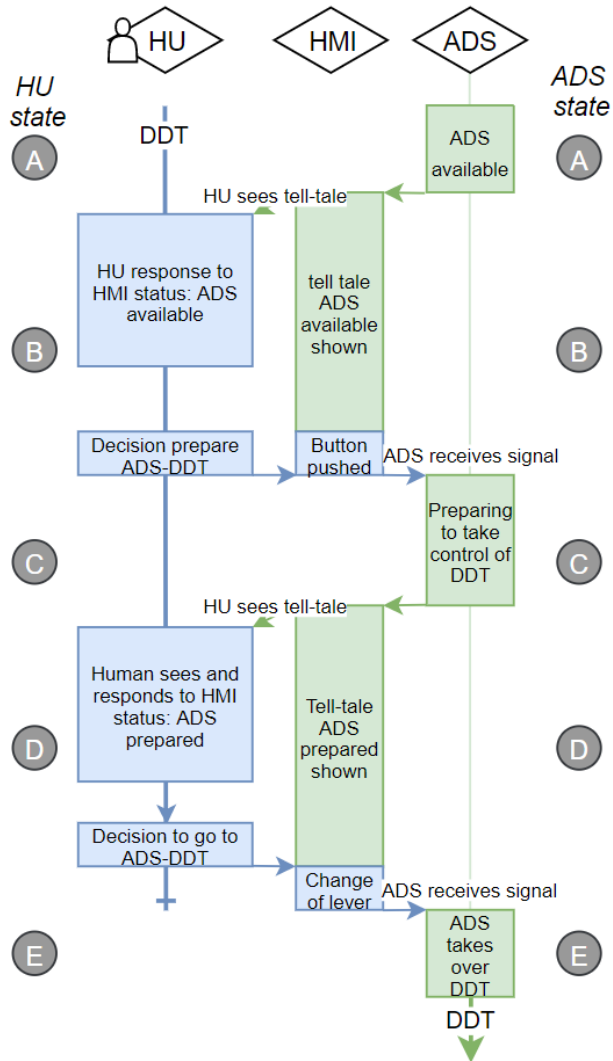 HU
HMI
ADS
HU
state
ADS
state
A
DDT
ADS
available
A
HU sees tell-tale
HU response to
HMI status: ADS
available
tell tale
ADS
available
shown
B
B
Decision prepare
ADS-DDT
Button
pushed
ADS receives signal
Preparing
to take
control of
DDT
C
C
HU sees tell-tale
Human sees and
responds to HMI
status: ADS
prepared
Tell-tale
ADS
prepared
shown
D
D
Decision to go to
ADS-DDT
Change
of lever
ADS receives signal
ADS
takes
over
DDT
E
E
DDT